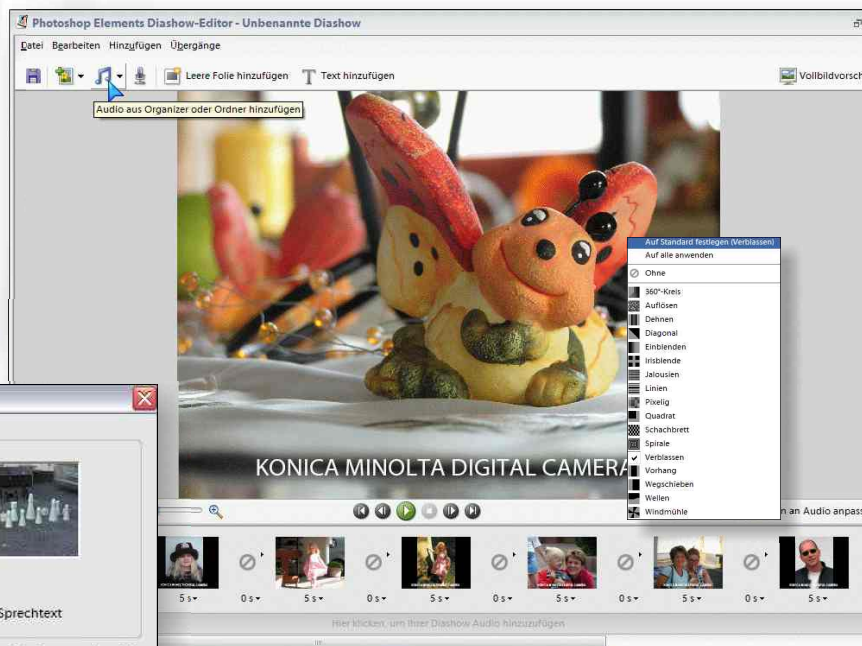 Photoshop Elements Diashow-Editor - Unbenannte Diashow
Datei Bearbeiten Hinzufügen Übergänge
Leere Folie hinzufügen Text hinzufügen Vollbildvorsch
Audio aus Organizer oder Ordner hinzufügen
Auf Standard festlegen (Verblassen)
Auf alle anwenden
Ohne
360°-Kreis
Auflösen
Dehnen
Diagonal
Einblenden
Irisblende
Jalousien
Linien
Pixelig
Quadrat
Schachbrett
Spirale
Verblassen
Vorhang
Wegschieben
Wellen
Windmühle
KONICA MINOLTA DIGITAL CAMERA
n an Audio anpass
5 s 0 s 5 s 0 s 5 s 0 s 5 s 0 s 5 s 0 s 5 s
Sprechtext
Hier klicken, um Ihrer Diashow Audio hinzuzufügen